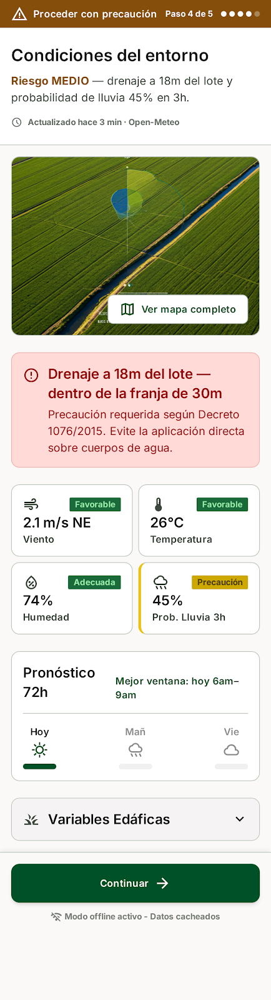 Proceder con precaución
Paso 4 de 5
Condiciones del entorno
Riesgo MEDIO — drenaje a 18m del lote y
probabilidad de lluvia 45% en 3h.
Actualizado hace 3 min · Open-Meteo
Ver mapa completo
Drenaje a 18m del lote —
dentro de la franja de 30m
Precaución requerida según Decreto
1076/2015. Evite la aplicación directa
sobre cuerpos de agua.
Favorable
2.1 m/s NE
Viento
Favorable
26°C
Temperatura
Adecuada
74%
Humedad
Precaución
45%
Prob. Lluvia 3h
Pronóstico
72h
Mejor ventana: hoy 6am–
9am
Hoy
Mañ
Vie
Variables Edáficas
Continuar
Modo offline activo - Datos cacheados